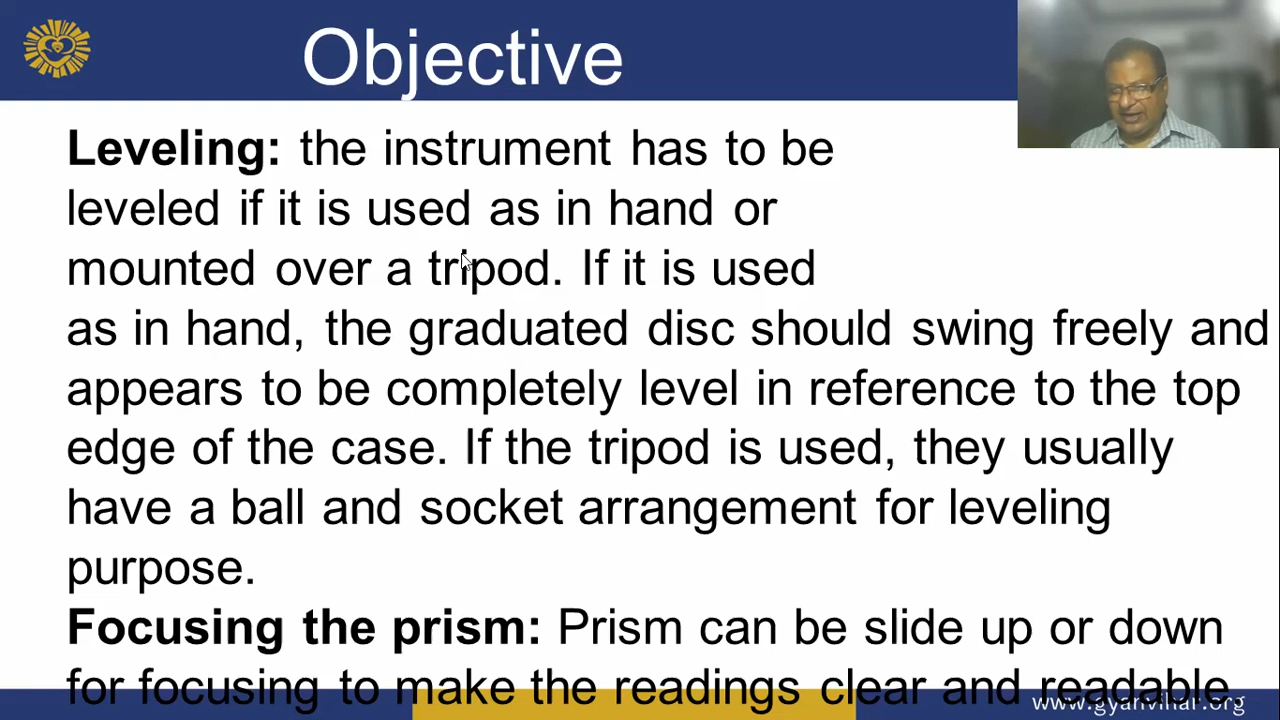 Objective
Leveling: the instrument has to be
leveled if it is used as in hand or
mounted over a tripod. If it is used
as in hand, the graduated disc should swing freely and
appears to be completely level in reference to the top
edge of the case. If the tripod is used, they usually
have a ball and socket arrangement for leveling
purpose.
Focusing the prism: Prism can be slide up or down
for focusing to make the readings clear and readable
www.gyanvihar.org